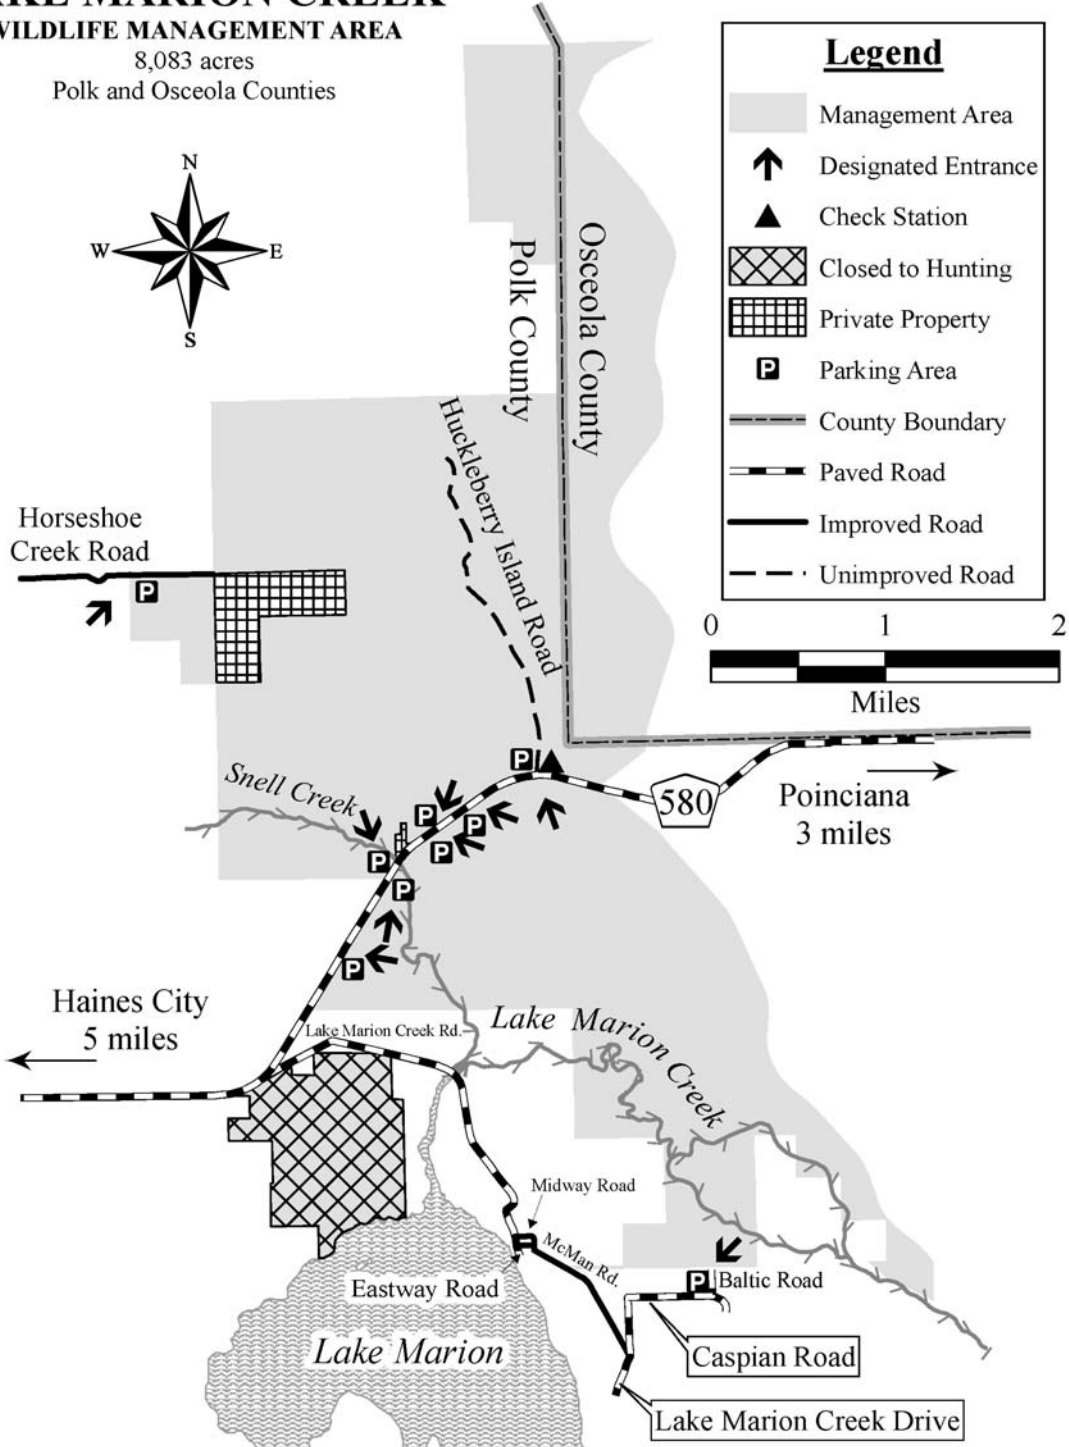 MARION CREEK
WILDLIFE MANAGEMENT AREA
8,083 acres
Polk and Osceola Counties
N
W
E
S
Legend
Management Area
Designated Entrance
Check Station
Closed to Hunting
Private Property
P
Parking Area
County Boundary
Paved Road
Improved Road
Unimproved Road
0 1 2
Miles
Polk County
Osceola County
Huckleberry Island Road
Horseshoe
Creek Road
P
Snell Creek
P
P
P
P
P
P
P
580
Poinciana
3 miles
Haines City
5 miles
Lake Marion Creek Rd.
Lake Marion Creek
Midway Road
McMan Rd.
Eastway Road
P
Baltic Road
Lake Marion
Caspian Road
Lake Marion Creek Drive